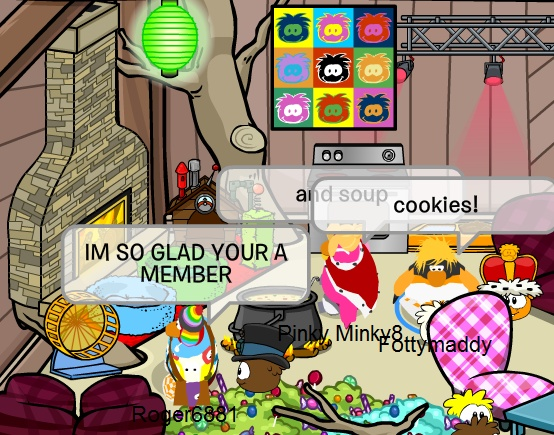 and soup
cookies!
IM SO GLAD YOUR A
MEMBER
Pinky Minky8
Fottymaddy
Roger6881